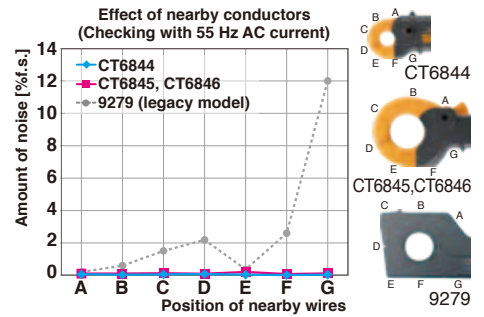 Effect of nearby conductors
(Checking with 55 Hz AC current)
Amount of noise [%f.s.]
14
12
10
8
6
4
2
0
CT6844
CT6845, CT6846
9279 (legacy model)
A B C D E F G
Position of nearby wires
B A
C
D
E F G
CT6844
B A
C
D
E F G
CT6845,CT6846
C B A
D
E F G
9279